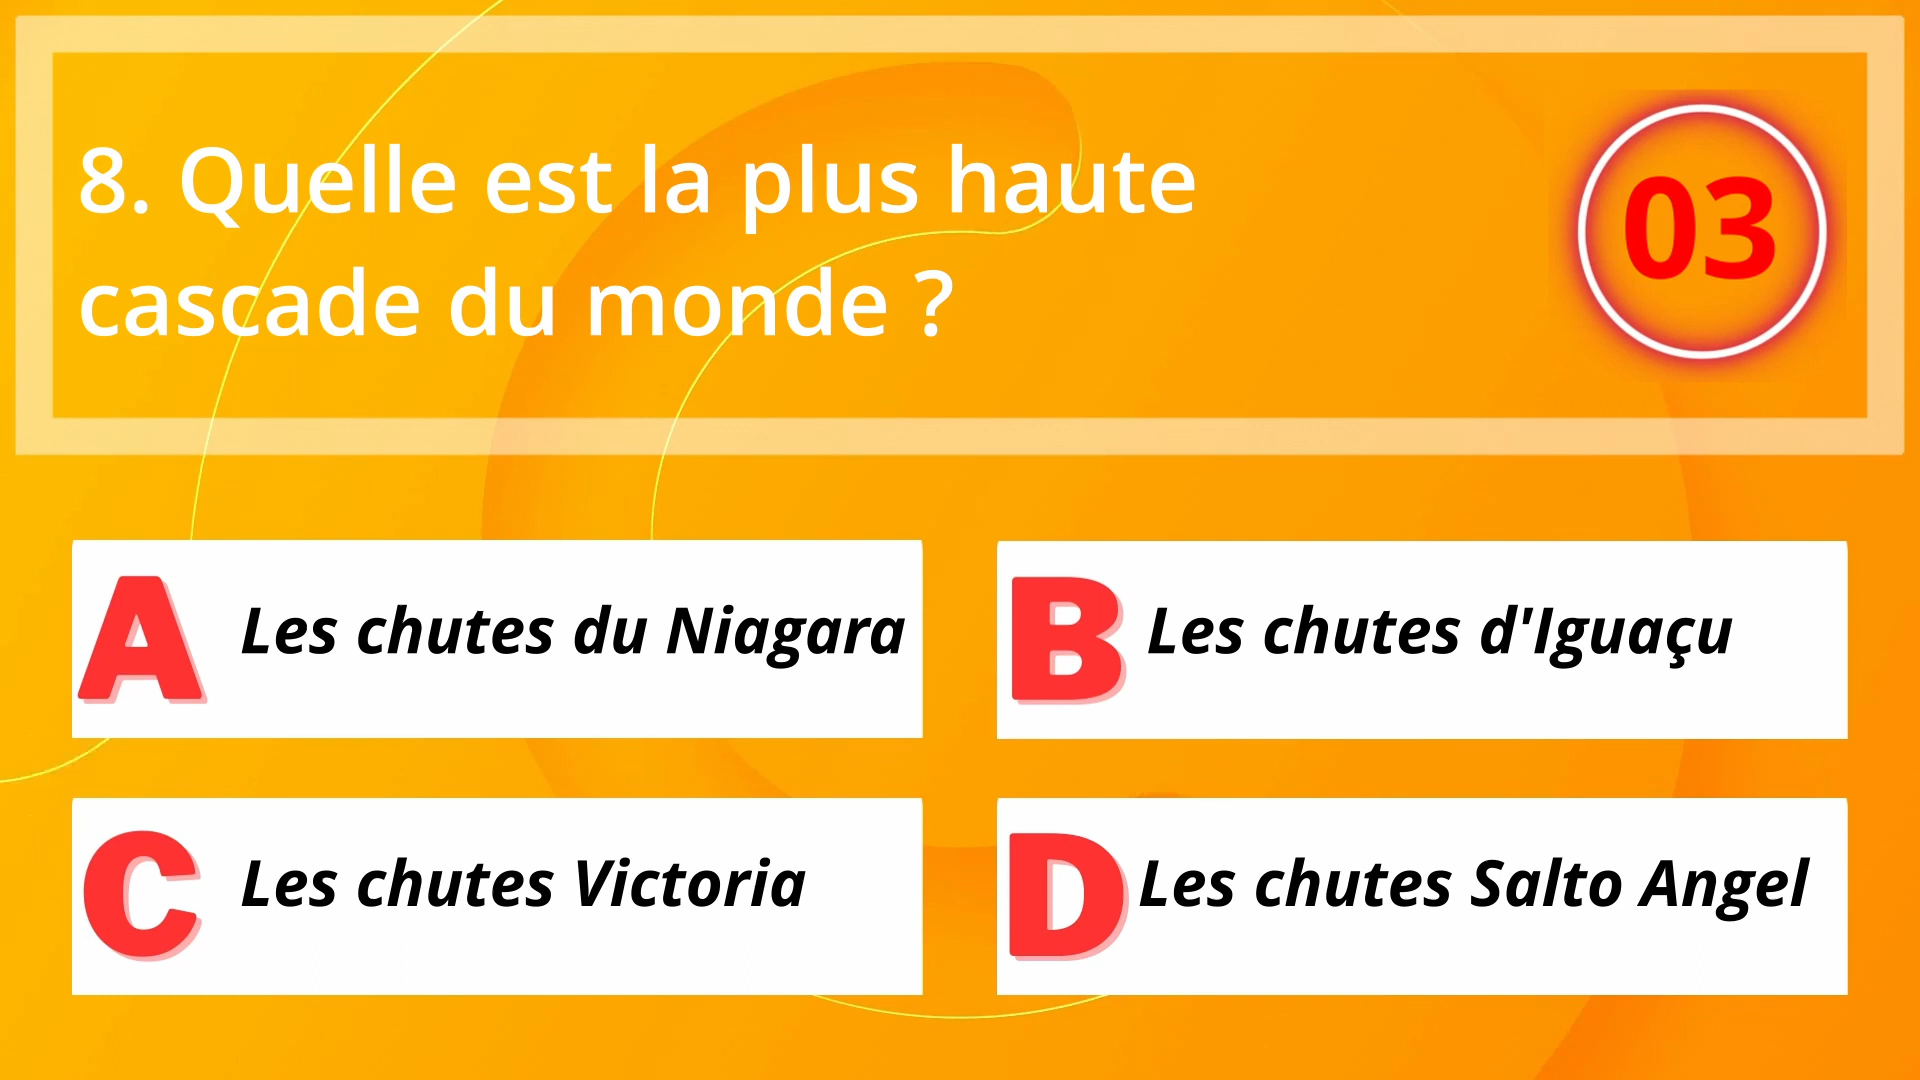 8. Quelle est la plus haute
cascade du monde ?
03
A Les chutes du Niagara
B Les chutes d'Iguaçu
C Les chutes Victoria
D Les chutes Salto Angel